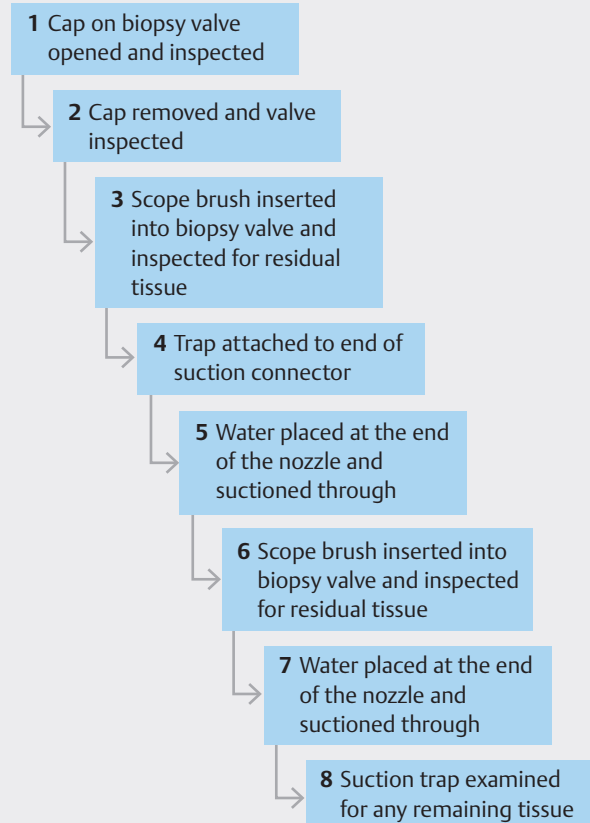 1 Cap on biopsy valve
opened and inspected
2 Cap removed and valve
inspected
3 Scope brush inserted
into biopsy valve and
inspected for residual
tissue
4 Trap attached to end of
suction connector
5 Water placed at the end
of the nozzle and
suctioned through
6 Scope brush inserted into
biopsy valve and inspected
for residual tissue
7 Water placed at the end
of the nozzle and
suctioned through
8 Suction trap examined
for any remaining tissue